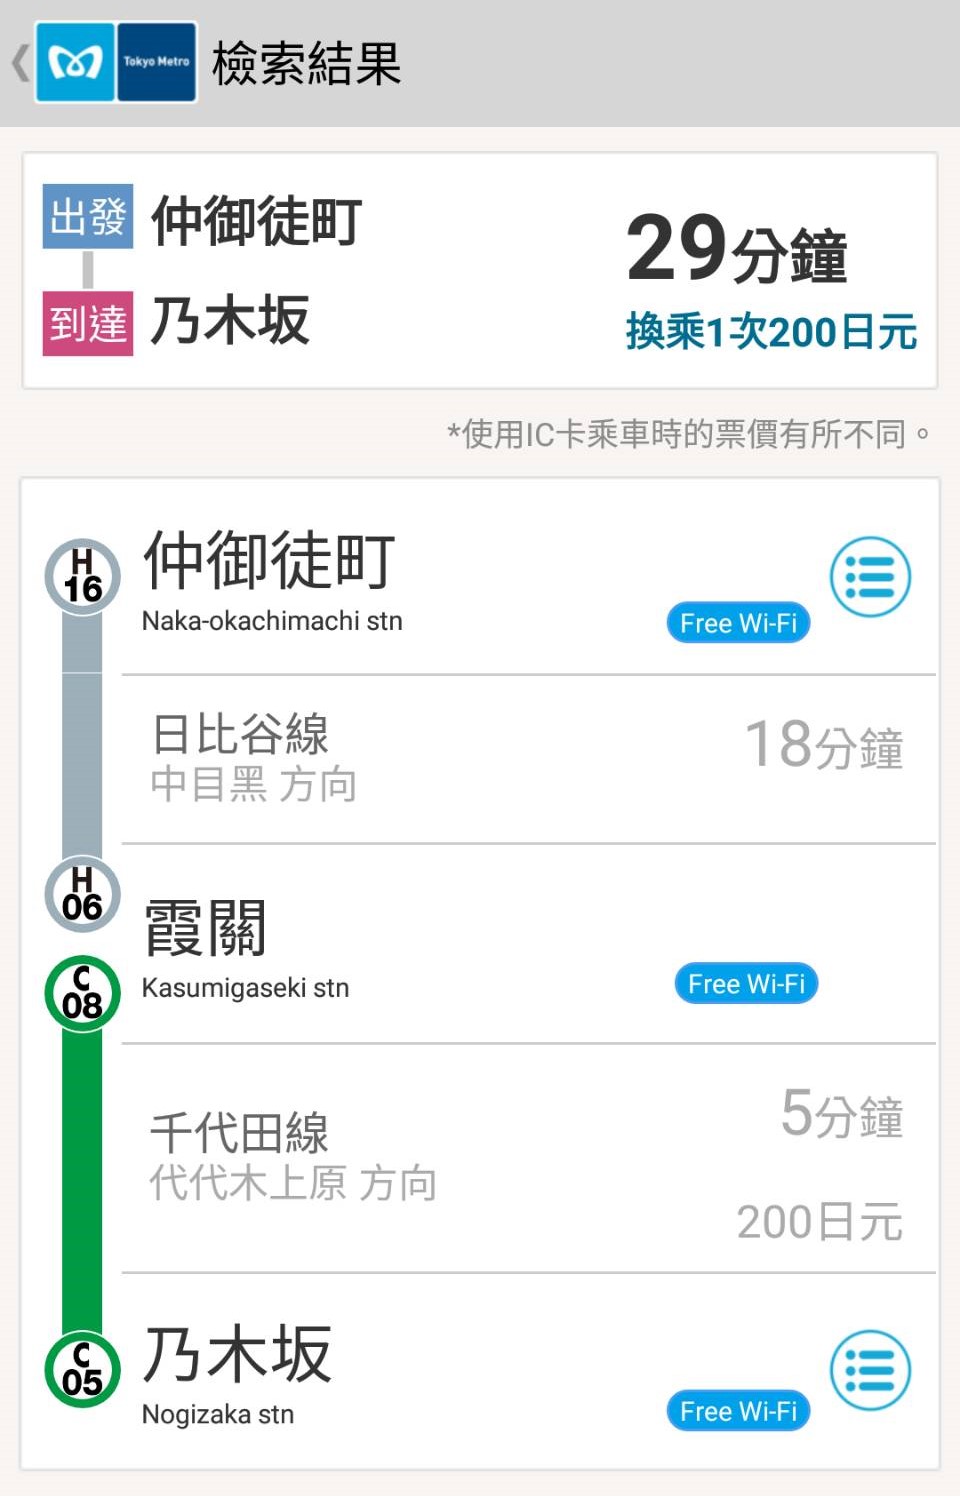 Tokyo Metro 檢索結果
出發 仲御徒町
到達 乃木坂
29分鐘
換乘1次200日元
*使用IC卡乘車時的票價有所不同。
H 16
仲御徒町
Naka-okachimachi stn
Free Wi-Fi
日比谷線
中目黑 方向
18分鐘
H 06
霞關
C 08
Kasumigaseki stn
Free Wi-Fi
千代田線
代代木上原 方向
5分鐘
200日元
C 05
乃木坂
Nogizaka stn
Free Wi-Fi